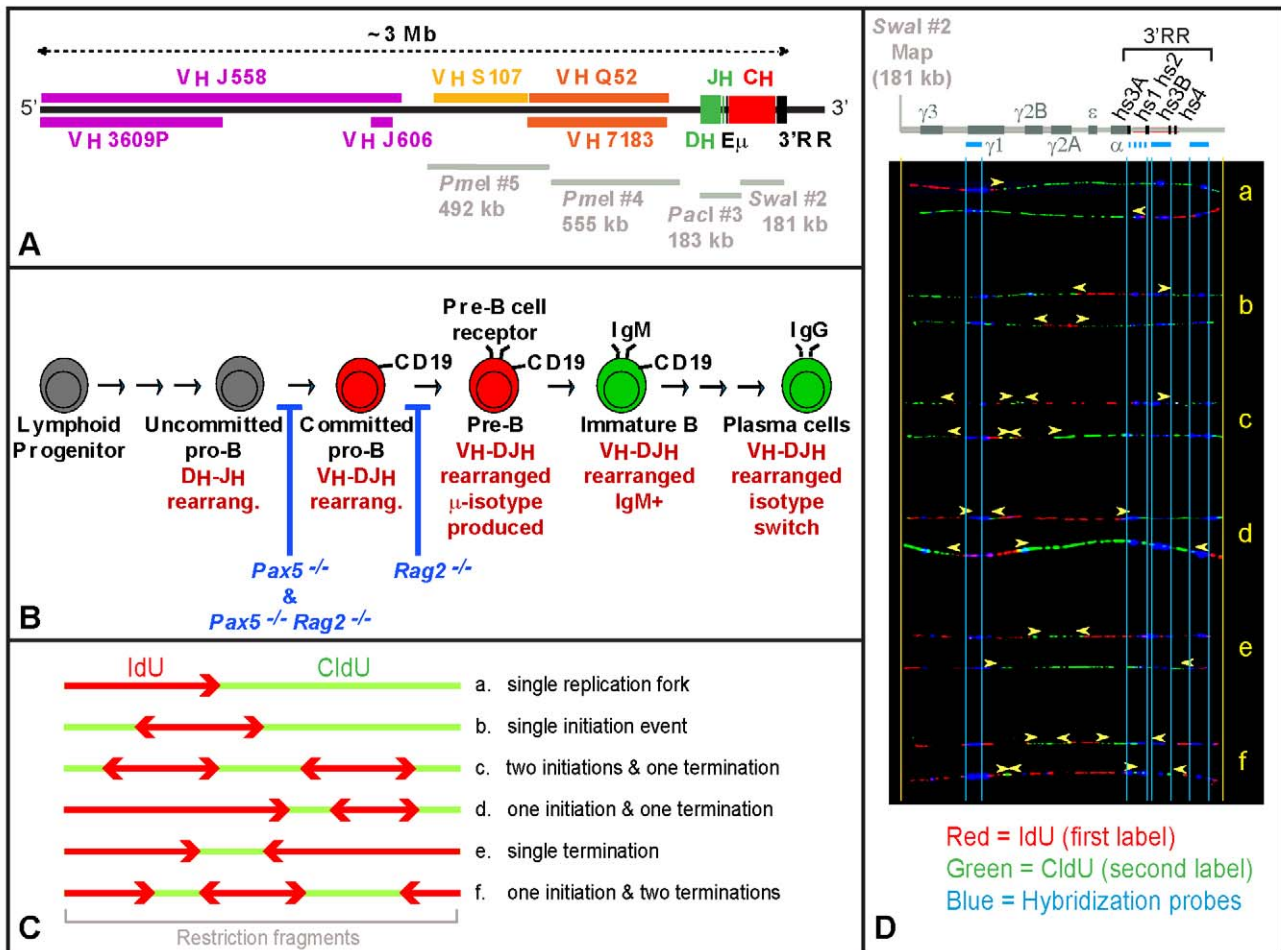 ~3 Mb
VH J558
VH S107
VH Q52
JH CH
5'
3'
VH 3609P
VH J606
VH 7183
DH Eµ 3'RR
PmeI #5
492 kb
PmeI #4
555 kb
PacI #3
183 kb
SwaI #2
181 kb
A
Pre-B cell
receptor
CD19
CD19
IgM
CD19
IgG
Lymphoid
Progenitor
Uncommitted
pro-B
DH-JH
rearrang.
Committed
pro-B
VH-DJH
rearrang.
Pre-B
VH-DJH
rearranged
µ-isotype
produced
Immature B
VH-DJH
rearranged
IgM+
Plasma cells
VH-DJH
rearranged
isotype
switch
Pax5 -/-
&
Pax5 -/- Rag2 -/-
Rag2 -/-
B
IdU
CldU
a. single replication fork
b. single initiation event
c. two initiations & one termination
d. one initiation & one termination
e. single termination
f. one initiation & two terminations
Restriction fragments
C
SwaI #2
Map
(181 kb)
3'RR
hs3A
hs1
hs2
hs3B
hs4
γ3
γ2B
ε
γ1
γ2A
α
a
b
c
d
e
f
Red = IdU (first label)
Green = CldU (second label)
Blue = Hybridization probes
D